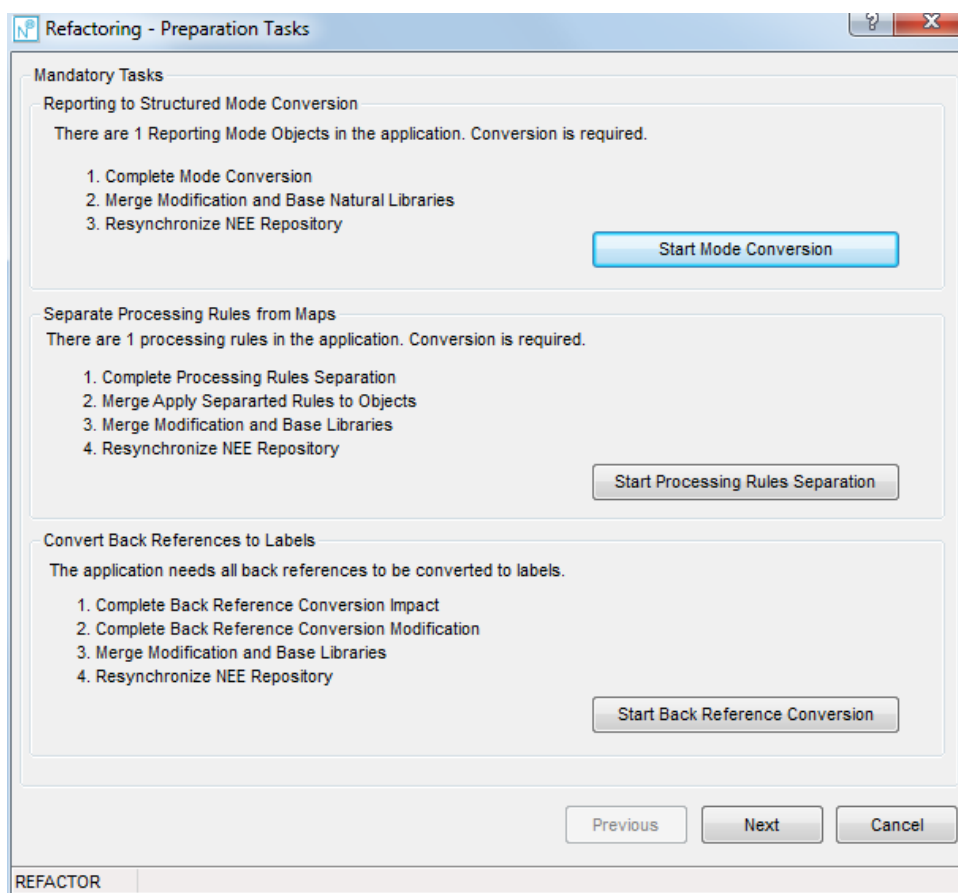 Refactoring - Preparation Tasks
Mandatory Tasks
Reporting to Structured Mode Conversion
There are 1 Reporting Mode Objects in the application. Conversion is required.
1. Complete Mode Conversion
2. Merge Modification and Base Natural Libraries
3. Resynchronize NEE Repository
Start Mode Conversion
Separate Processing Rules from Maps
There are 1 processing rules in the application. Conversion is required.
1. Complete Processing Rules Separation
2. Merge Apply Separarted Rules to Objects
3. Merge Modification and Base Libraries
4. Resynchronize NEE Repository
Start Processing Rules Separation
Convert Back References to Labels
The application needs all back references to be converted to labels.
1. Complete Back Reference Conversion Impact
2. Complete Back Reference Conversion Modification
3. Merge Modification and Base Libraries
4. Resynchronize NEE Repository
Start Back Reference Conversion
Previous Next Cancel
REFACTOR